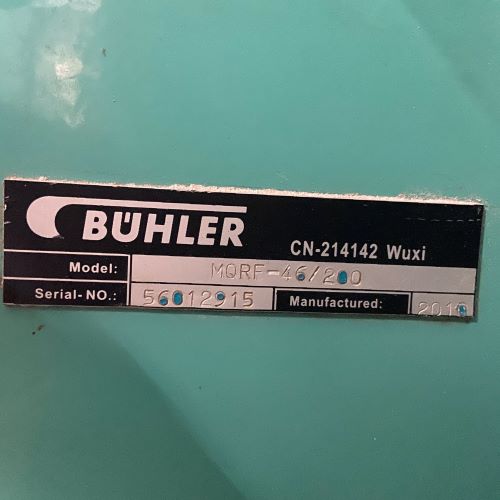 BÜHLER
CN-214142 Wuxi
Model: MQRF-46/200
Serial-NO.: 56012915 Manufactured: